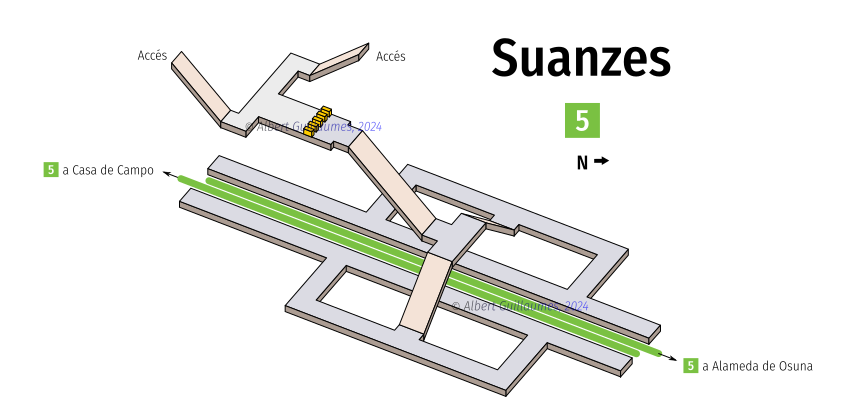 Suanzes
Accés
Accés
5
© Albert Guillaumes, 2024
N
5 a Casa de Campo
© Albert Guillaumes, 2024
5 a Alameda de Osuna